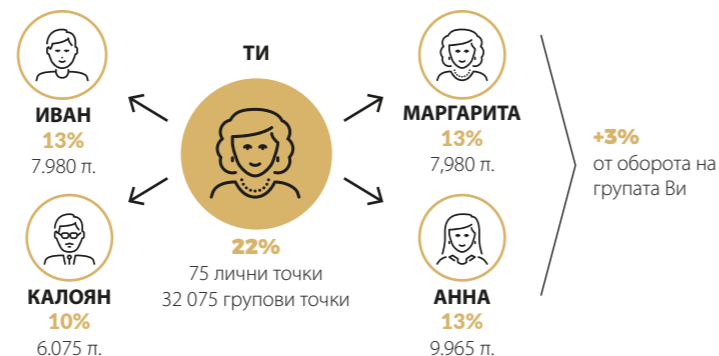 ТИ
ИВАН
13%
7.980 п.
МАРГАРИТА
13%
7,980 п.
+3%
от оборота на
групата Ви
22%
75 лични точки
32 075 групови точки
КАЛОЯН
10%
6.075 п.
АННА
13%
9.965 п.